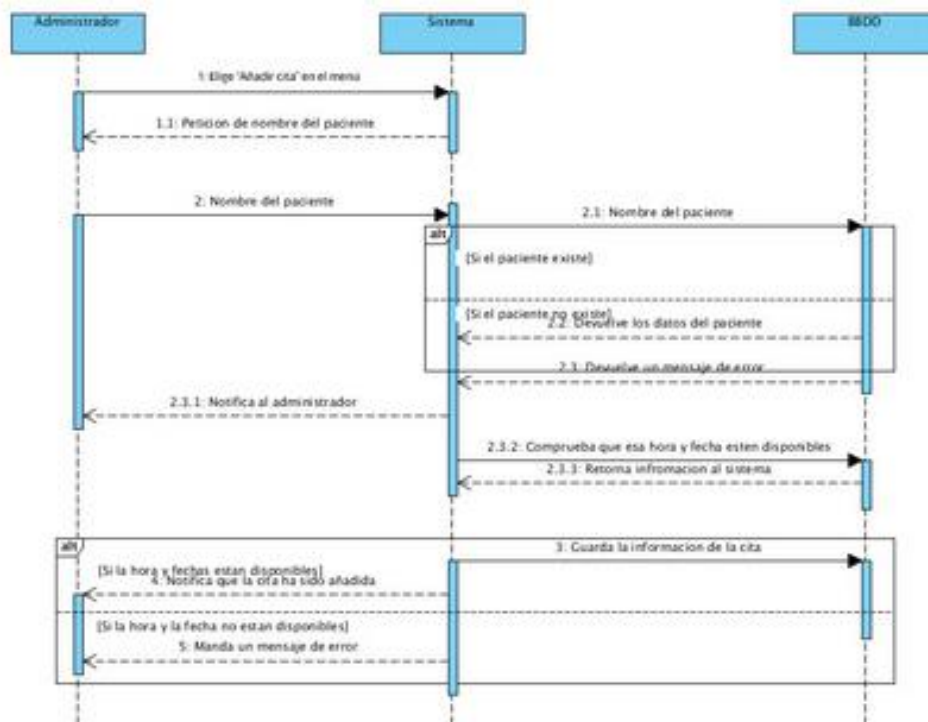 Administrador
Sistema
BBDD
1: Elige 'Añadir cita' en el menu
1.1: Peticion de nombre del paciente
2: Nombre del paciente
2.1: Nombre del paciente
alt
[Si el paciente existe]
[Si el paciente no existe]
2.2: Devuelve los datos del paciente
2.3: Devuelve un mensaje de error
2.3.1: Notifica al administrador
2.3.2: Comprueba que esa hora y fecha esten disponibles
2.3.3: Retorna infromacion al sistema
alt
3: Guarda la informacion de la cita
[Si la hora y fechas estan disponibles]
4: Notifica que la cita ha sido añadida
[Si la hora y la fecha no estan disponibles]
5: Manda un mensaje de error